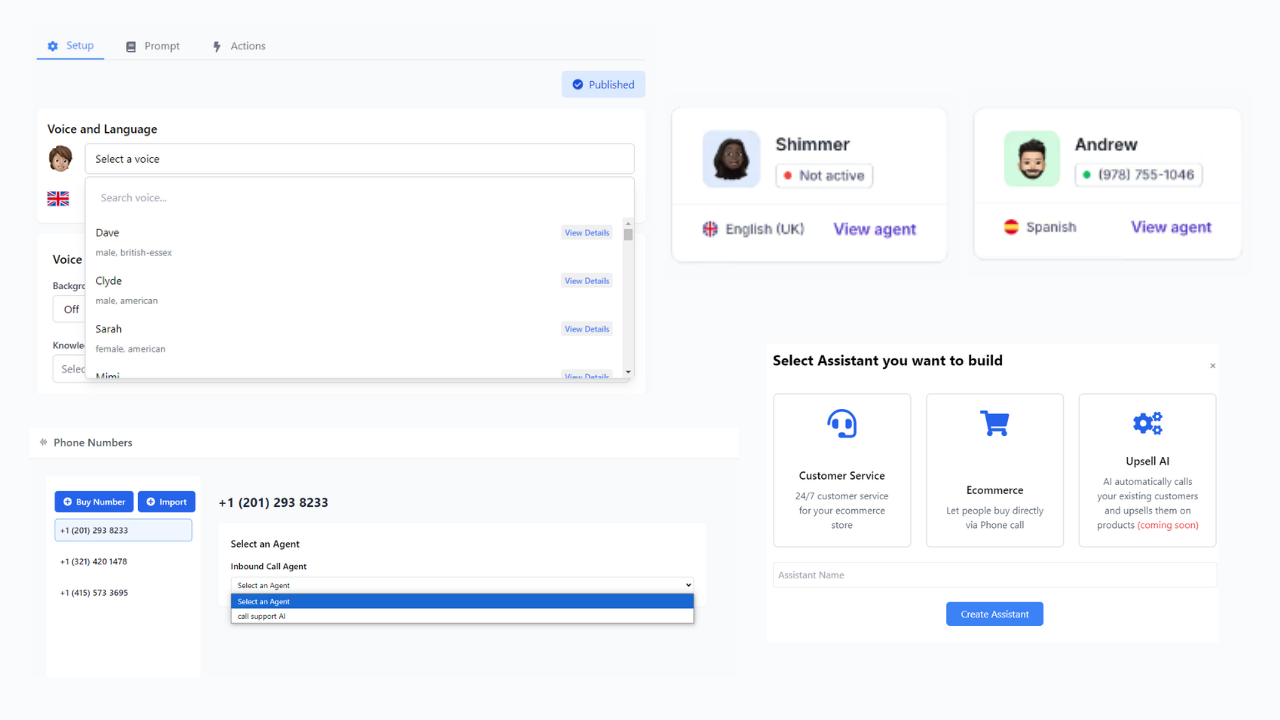 Setup
Prompt
Actions
Published
Voice and Language
Select a voice
Search voice...
Dave
View Details
male, british-essex
Clyde
View Details
male, american
Sarah
View Details
female, american
Mimi
View Details
Voice
Off
Shimmer
Not active
English (UK)
View agent
Andrew
(978) 755-1046
Spanish
View agent
Phone Numbers
Buy Number
Import
+1 (201) 293 8233
+1 (321) 420 1478
+1 (415) 573 3695
+1 (201) 293 8233
Select an Agent
Inbound Call Agent
Select an Agent
Select an Agent
call support AI
Select Assistant you want to build
×
Customer Service
24/7 customer service
for your ecommerce
store
Ecommerce
Let people buy directly
via Phone call
Upsell AI
AI automatically calls
your existing customers
and upsells them on
products (coming soon)
Assistant Name
Create Assistant